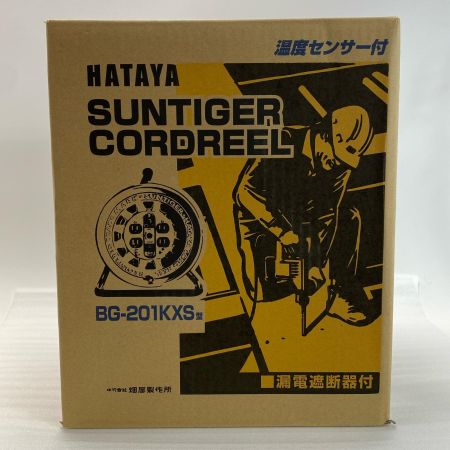 温度センサー付
HATAYA
SUNTIGER
CORDREEL
SUNTIGER
BG-201KXS型
漏電遮断器付
株式会社 畑屋製作所